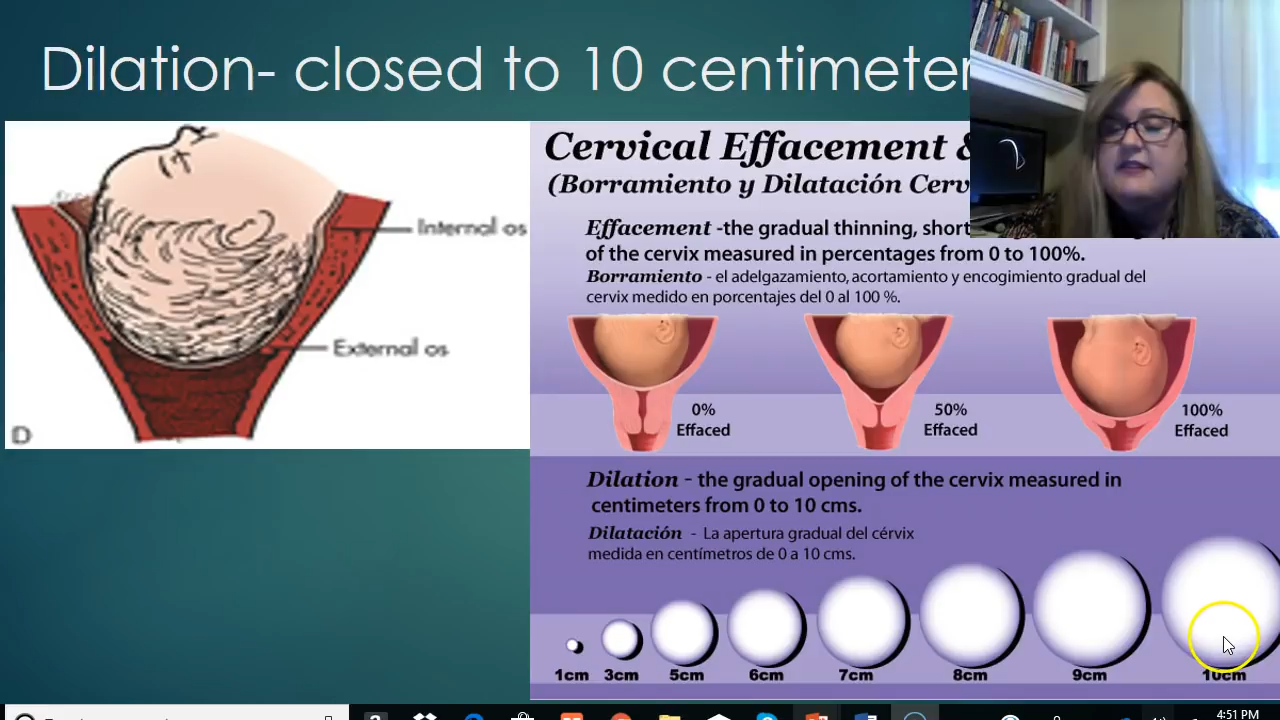 Dilation- closed to 10 centimeter
Internal os
External os
D
Cervical Effacement &
(Borramiento y Dilatación Cerv
Effacement -the gradual thinning, short
of the cervix measured in percentages from 0 to 100%.
Borramiento - el adelgazamiento, acortamiento y encogimiento gradual del
cervix medido en porcentajes del 0 al 100 %.
0%
Effaced
50%
Effaced
100%
Effaced
Dilation - the gradual opening of the cervix measured in
centimeters from 0 to 10 cms.
Dilatación - La apertura gradual del cérvix
medida en centímetros de 0 a 10 cms.
1cm 3cm 5cm 6cm 7cm 8cm 9cm 10cm
4:51 PM